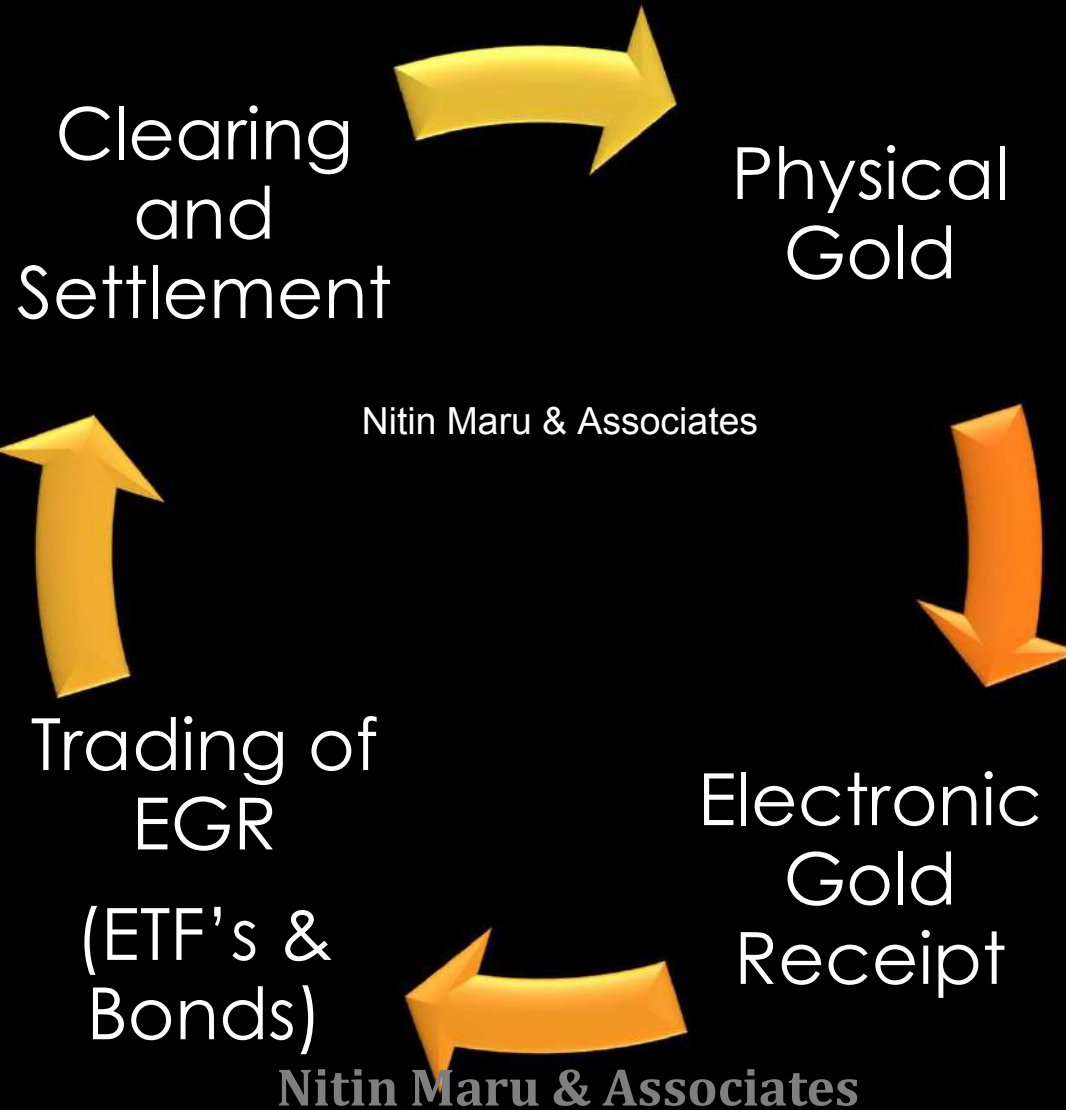 Clearing
and
Settlement
Physical
Gold
Nitin Maru & Associates
Trading of
EGR
(ETF’s &
Bonds)
Electronic
Gold
Receipt
Nitin Maru & Associates